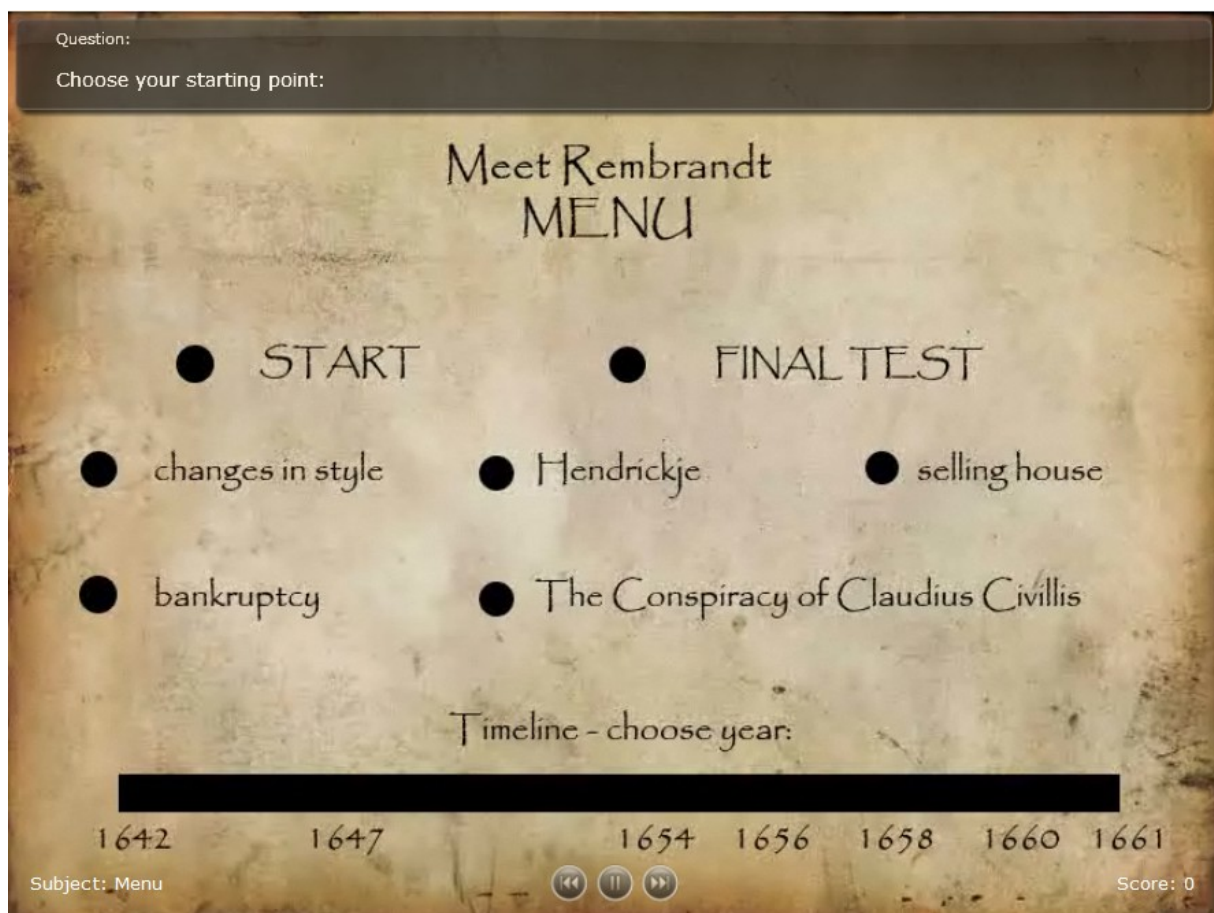 Question:
Choose your starting point:
Meet Rembrandt
MENU
START FINAL TEST
changes in style Hendrickje selling house
bankruptcy The Conspiracy of Claudius Civillis
Timeline - choose year:
1642 1647 1654 1656 1658 1660 1661
Subject: Menu Score: 0